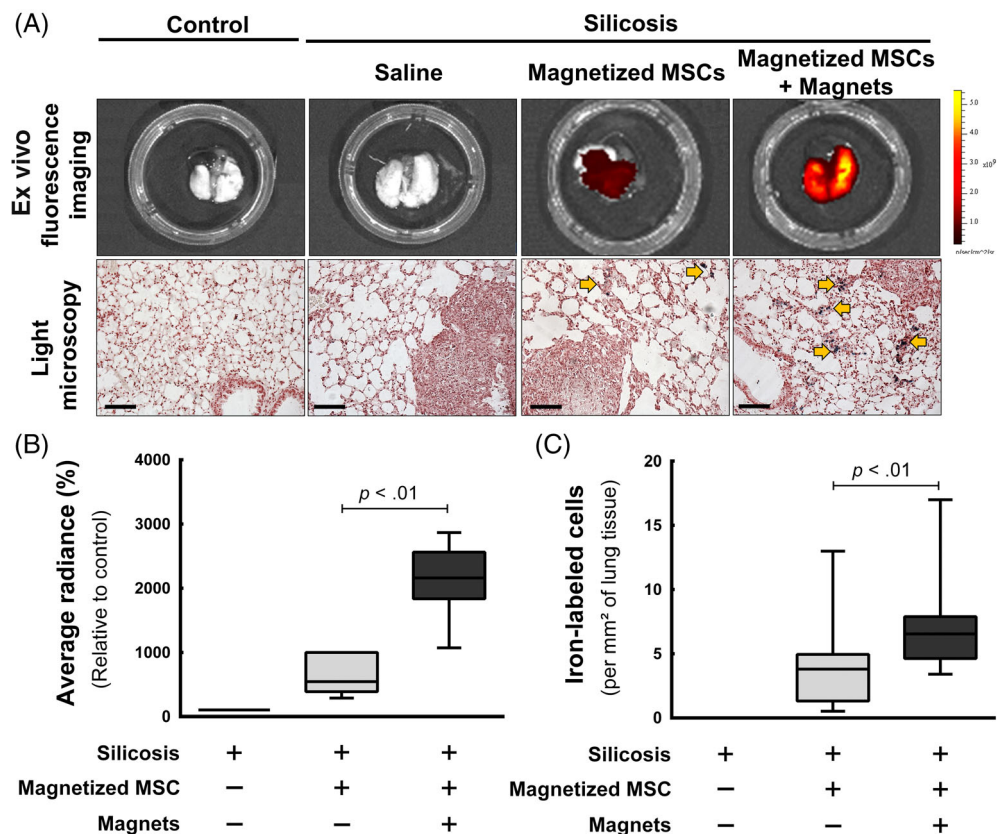 (A)
Control
Silicosis
Saline
Magnetized MSCs
Magnetized MSCs
+ Magnets
Ex vivo
fluorescence
imaging
5.0
4.0
3.0
x10⁹
2.0
1.0
Light
microscopy
(B)
Average radiance (%)
(Relative to control)
4000
3000
2000
1000
0
p < .01
Silicosis + + +
Magnetized MSC – + +
Magnets – – +
(C)
Iron-labeled cells
(per mm² of lung tissue)
20
15
10
5
0
p < .01
Silicosis + + +
Magnetized MSC – + +
Magnets – – +